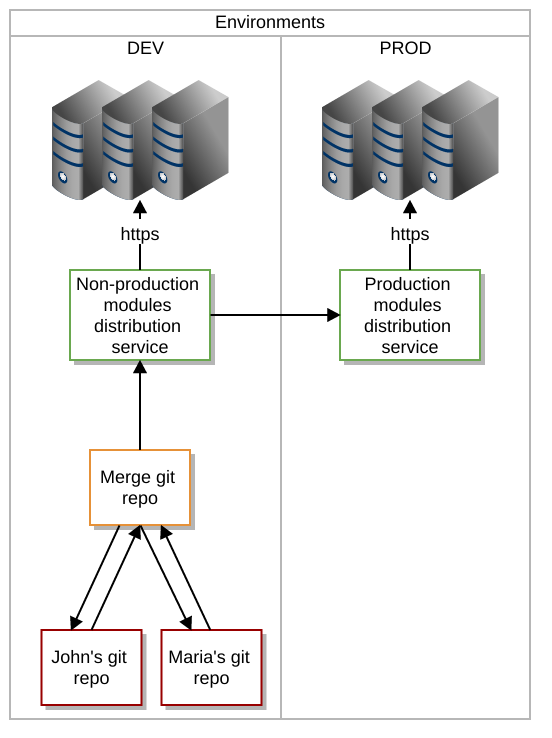 Environments
DEV
PROD
https
https
Non-production
modules
distribution
service
Production
modules
distribution
service
Merge git
repo
John's git
repo
Maria's git
repo